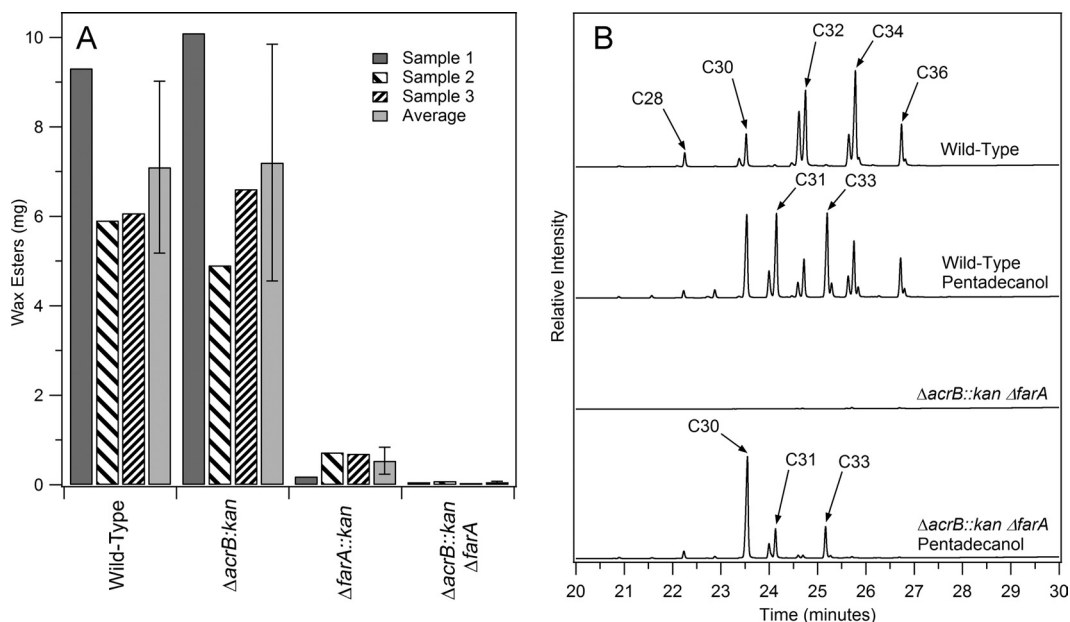 A
Wax Esters (mg)
10
8
6
4
2
0
Sample 1
Sample 2
Sample 3
Average
Wild-Type
ΔacrB:kan
ΔfarA::kan
ΔacrB::kan
ΔfarA
B
Relative Intensity
C28
C30
C32
C34
C36
Wild-Type
C31
C33
Wild-Type
Pentadecanol
ΔacrB::kan ΔfarA
C30
C31
C33
ΔacrB::kan ΔfarA
Pentadecanol
20 21 22 23 24 25 26 27 28 29 30
Time (minutes)